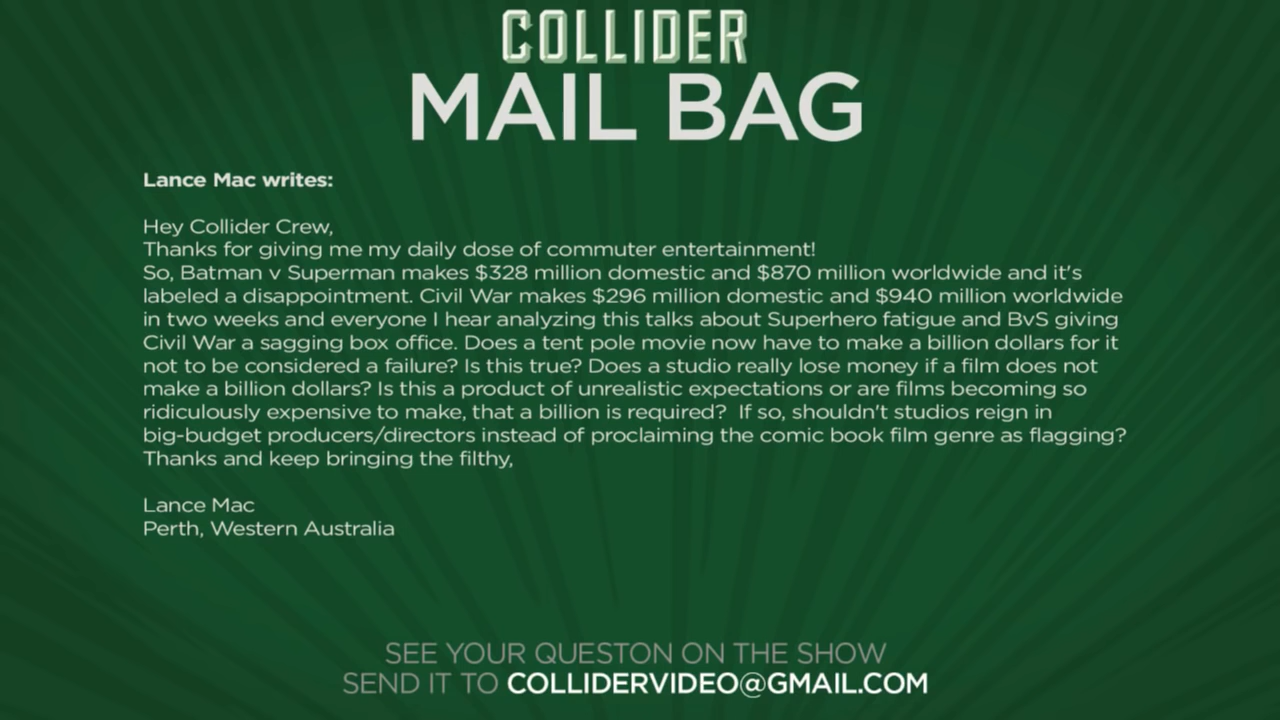 COLLIDER
MAIL BAG
Lance Mac writes:
Hey Collider Crew,
Thanks for giving me my daily dose of commuter entertainment!
So, Batman v Superman makes $328 million domestic and $870 million worldwide and it's
labeled a disappointment. Civil War makes $296 million domestic and $940 million worldwide
in two weeks and everyone I hear analyzing this talks about Superhero fatigue and BvS giving
Civil War a sagging box office. Does a tent pole movie now have to make a billion dollars for it
not to be considered a failure? Is this true? Does a studio really lose money if a film does not
make a billion dollars? Is this a product of unrealistic expectations or are films becoming so
ridiculously expensive to make, that a billion is required?  If so, shouldn't studios reign in
big-budget producers/directors instead of proclaiming the comic book film genre as flagging?
Thanks and keep bringing the filthy,
Lance Mac
Perth, Western Australia
SEE YOUR QUESTON ON THE SHOW
SEND IT TO COLLIDERVIDEO@GMAIL.COM